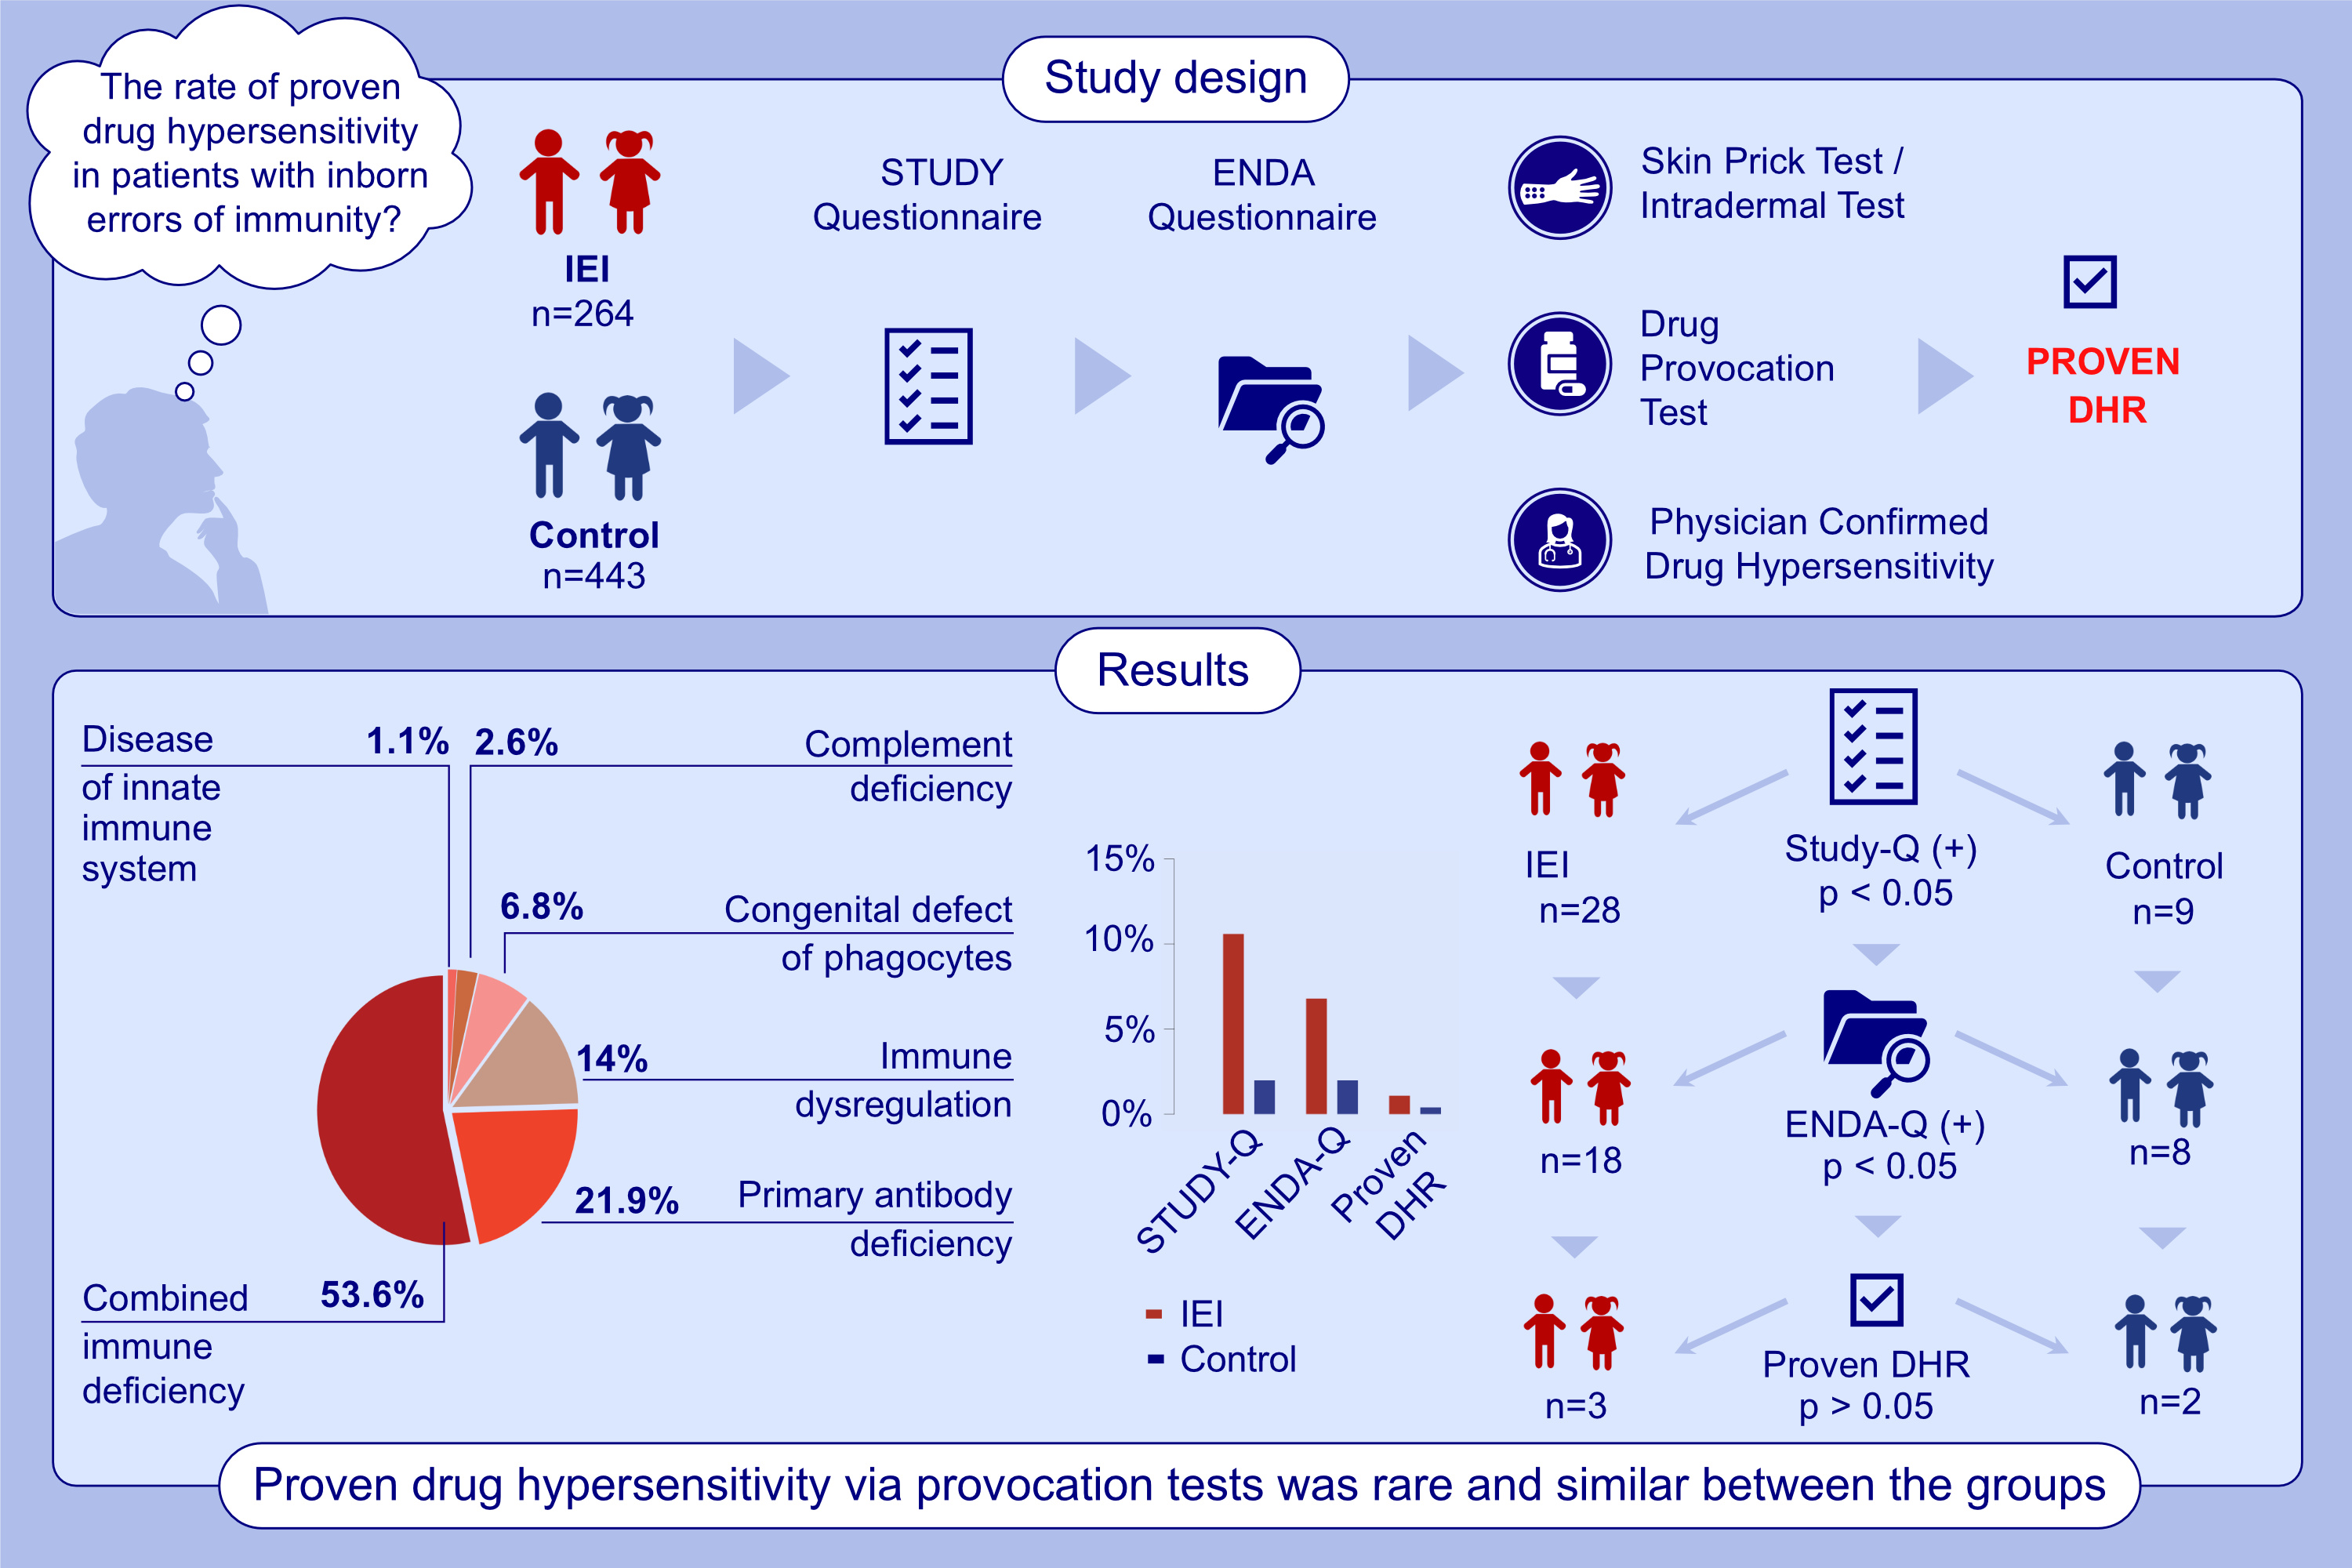 The rate of proven
drug hypersensitivity
in patients with inborn
errors of immunity?
Study design
IEI
n=264
Control
n=443
STUDY
Questionnaire
ENDA
Questionnaire
Skin Prick Test /
Intradermal Test
Drug
Provocation
Test
Physician Confirmed
Drug Hypersensitivity
PROVEN
DHR
Results
Disease
of innate
immune
system
1.1%
2.6%
Complement
deficiency
6.8%
Congenital defect
of phagocytes
14%
Immune
dysregulation
21.9%
Primary antibody
deficiency
Combined
immune
deficiency
53.6%
15%
10%
5%
0%
STUDY-Q
ENDA-Q
Proven
DHR
IEI
Control
IEI
n=28
Study-Q (+)
p < 0.05
Control
n=9
n=18
ENDA-Q (+)
p < 0.05
n=8
n=3
Proven DHR
p > 0.05
n=2
Proven drug hypersensitivity via provocation tests was rare and similar between the groups